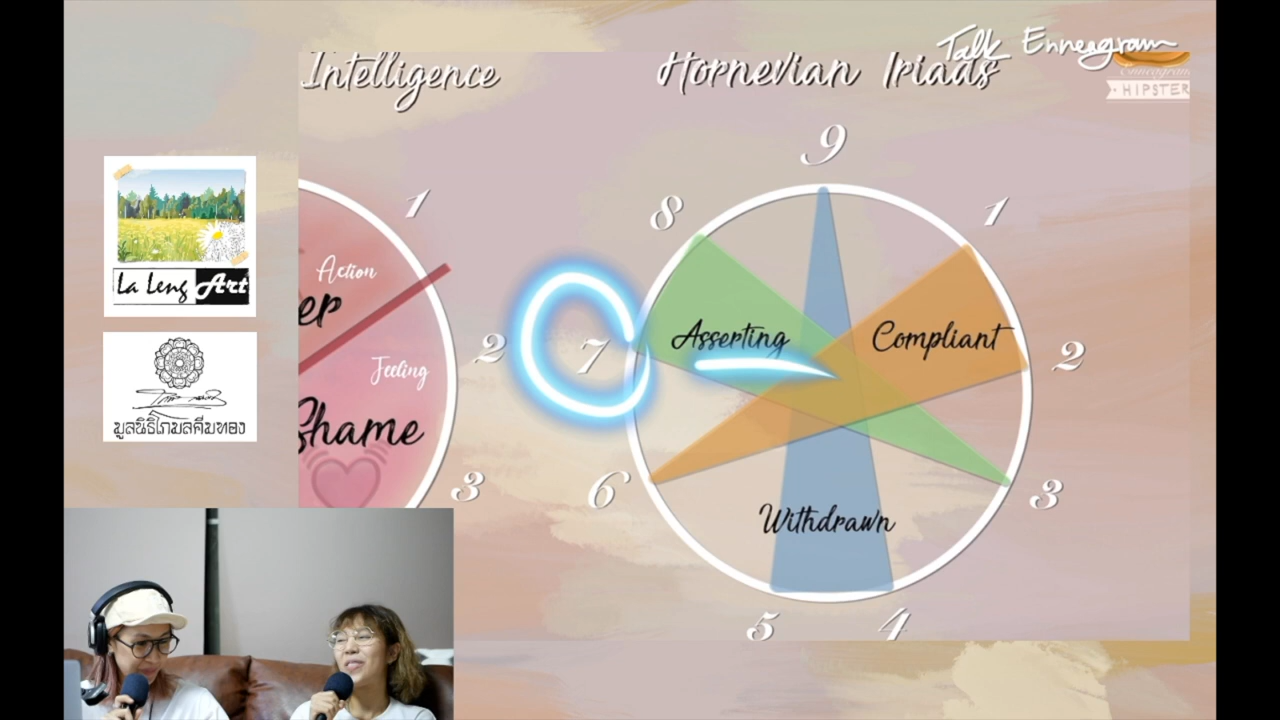 Talk Enneagram
Intelligence
Hornevian Triads
Enneagram
HIPSTER
9
8
1
1
Action
er
2
7
Asserting
Compliant
2
Feeling
Shame
3
6
3
Withdrawn
5
4
La Leng Art
มูลนิธิโกมลคีมทอง